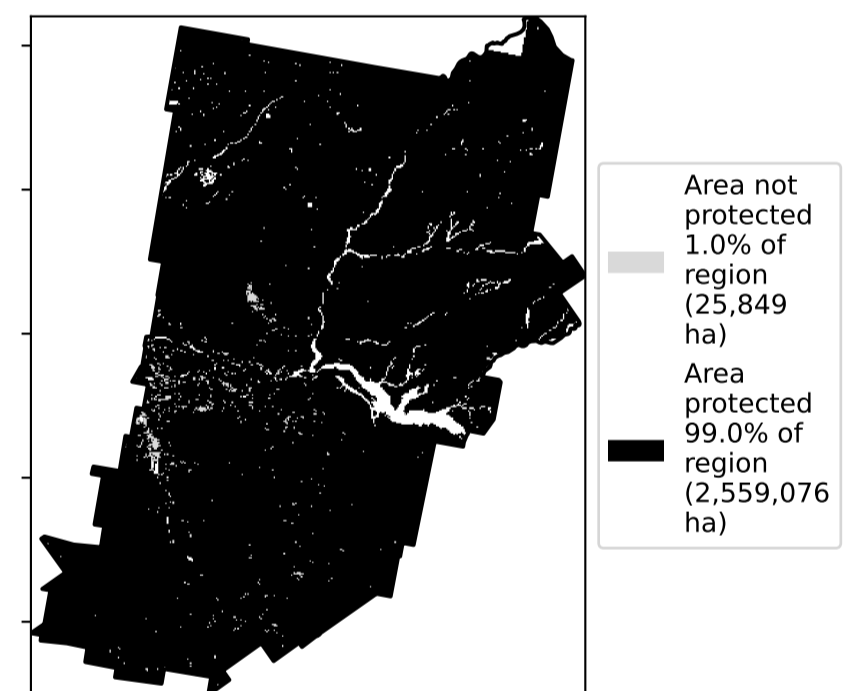 Area not
protected
1.0% of
region
(25,849
ha)
Area
protected
99.0% of
region
(2,559,076
ha)